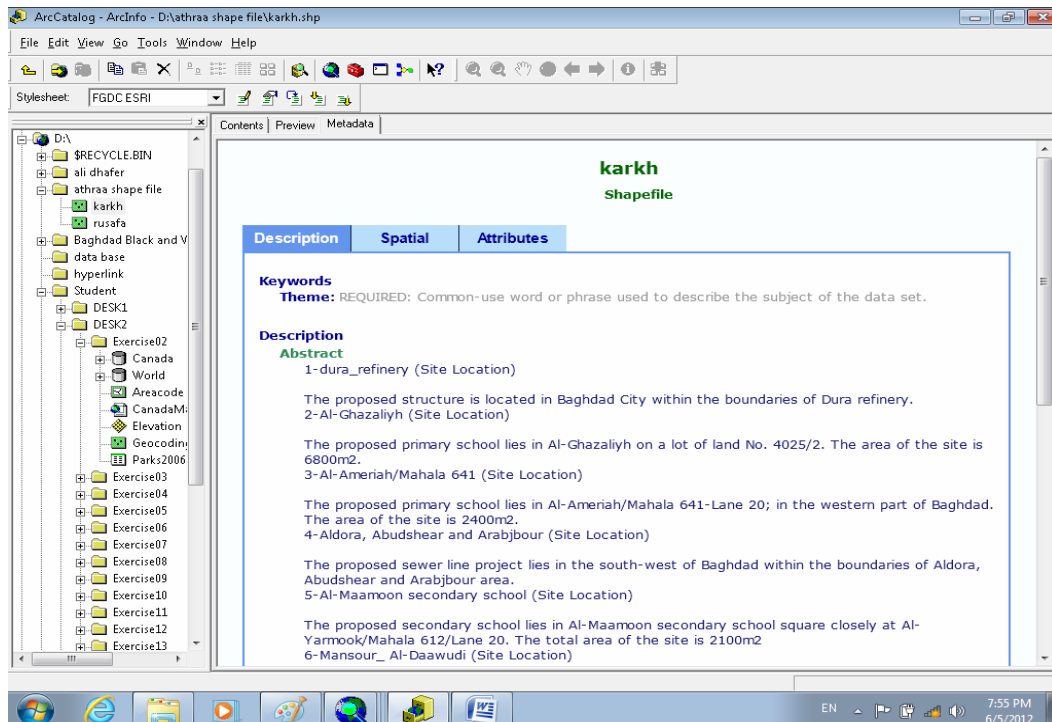 ArcCatalog - ArcInfo - D:\athraa shape file\karkh.shp
File Edit View Go Tools Window Help
Stylesheet: FGDC ESRI
Contents Preview Metadata
D:\
$RECYCLE.BIN
ali dhafer
athraa shape file
karkh
rusafa
Baghdad Black and V
data base
hyperlink
Student
DESK1
DESK2
Exercise02
Canada
World
Areacode
CanadaMa
Elevation
Geocoding
Parks2006
Exercise03
Exercise04
Exercise05
Exercise06
Exercise07
Exercise08
Exercise09
Exercise10
Exercise11
Exercise12
Exercise13
karkh
Shapefile
Description Spatial Attributes
Keywords
Theme: REQUIRED: Common-use word or phrase used to describe the subject of the data set.
Description
Abstract
1-dura_refinery (Site Location)
The proposed structure is located in Baghdad City within the boundaries of Dura refinery.
2-Al-Ghazaliyh (Site Location)
The proposed primary school lies in Al-Ghazaliyh on a lot of land No. 4025/2. The area of the site is
6800m2.
3-Al-Ameriah/Mahala 641 (Site Location)
The proposed primary school lies in Al-Ameriah/Mahala 641-Lane 20; in the western part of Baghdad.
The area of the site is 2400m2.
4-Aldora, Abudshear and Arabjbour (Site Location)
The proposed sewer line project lies in the south-west of Baghdad within the boundaries of Aldora,
Abudshear and Arabjbour area.
5-Al-Maamoon secondary school (Site Location)
The proposed secondary school lies in Al-Maamoon secondary school square closely at Al-
Yarmook/Mahala 612/Lane 20. The total area of the site is 2100m2
6-Mansour_ Al-Daawudi (Site Location)
EN
7:55 PM
6/5/2012